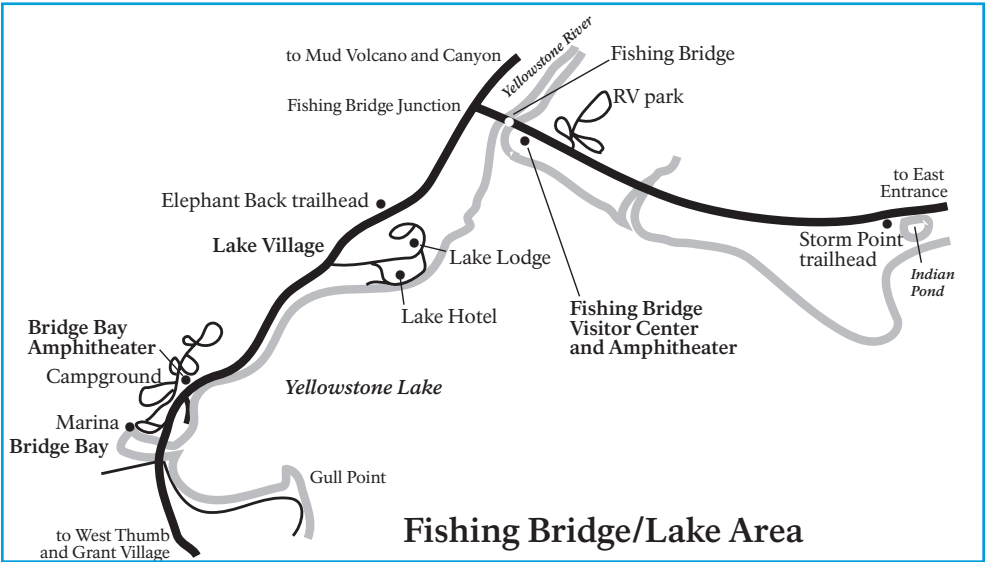 to Mud Volcano and Canyon
Yellowstone River
Fishing Bridge
Fishing Bridge Junction
RV park
to East
Entrance
Elephant Back trailhead
Lake Village
Lake Lodge
Storm Point
trailhead
Indian
Pond
Lake Hotel
Fishing Bridge
Visitor Center
and Amphitheater
Bridge Bay
Amphitheater
Campground
Yellowstone Lake
Marina
Bridge Bay
Gull Point
to West Thumb
and Grant Village
Fishing Bridge/Lake Area